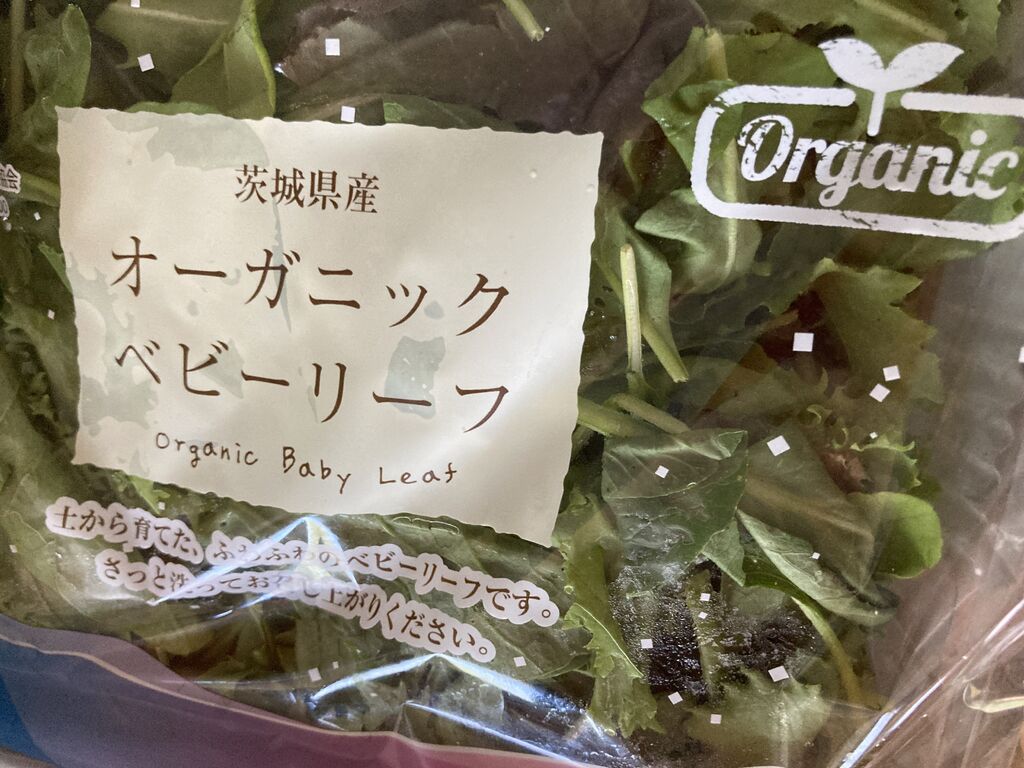 茨城県産
オーガニック
ベビーリーフ
Organic Baby Leaf
土から育てた、ふわふわのベビーリーフです。
さっと洗ってお召し上がりください。
Organic